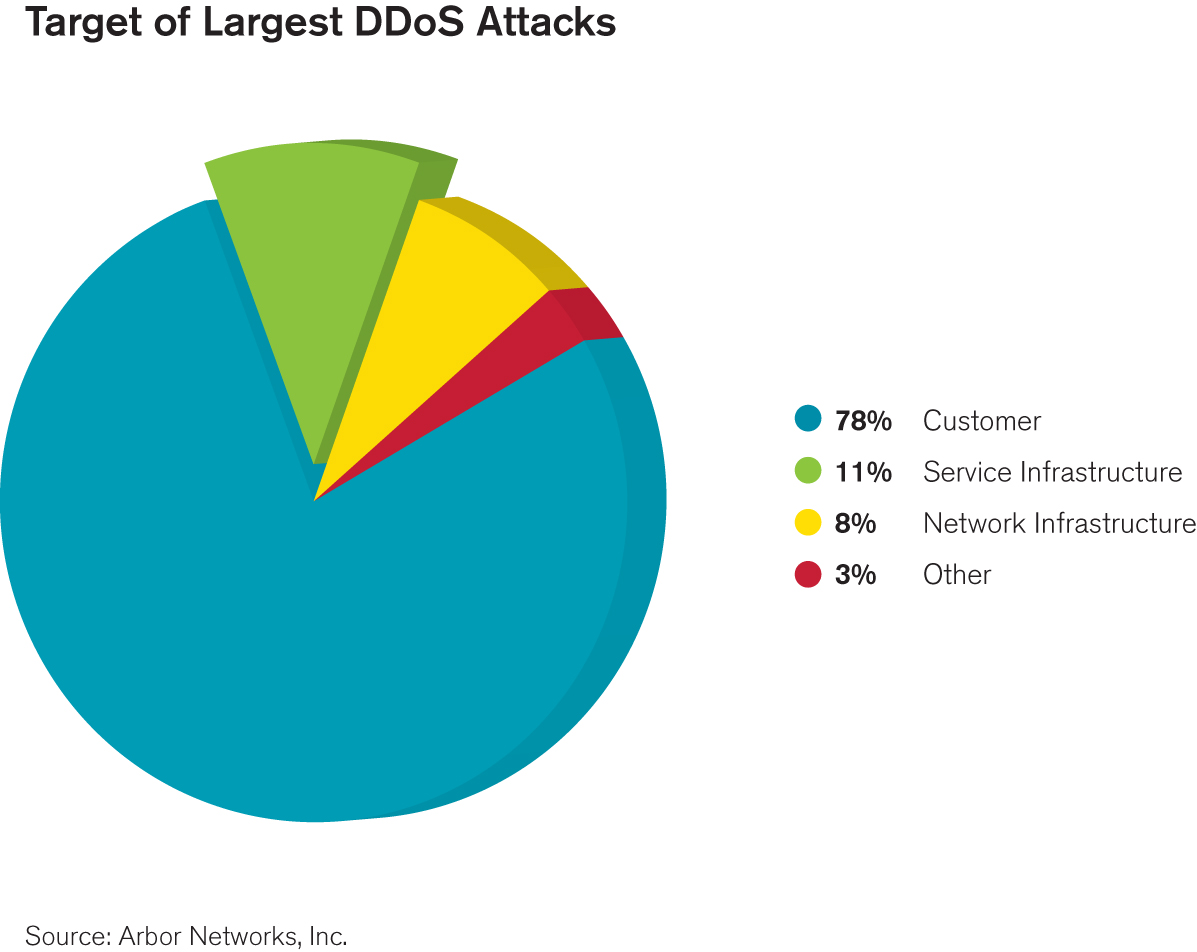 Target of Largest DDoS Attacks
78% Customer
11% Service Infrastructure
8% Network Infrastructure
3% Other
Source: Arbor Networks, Inc.